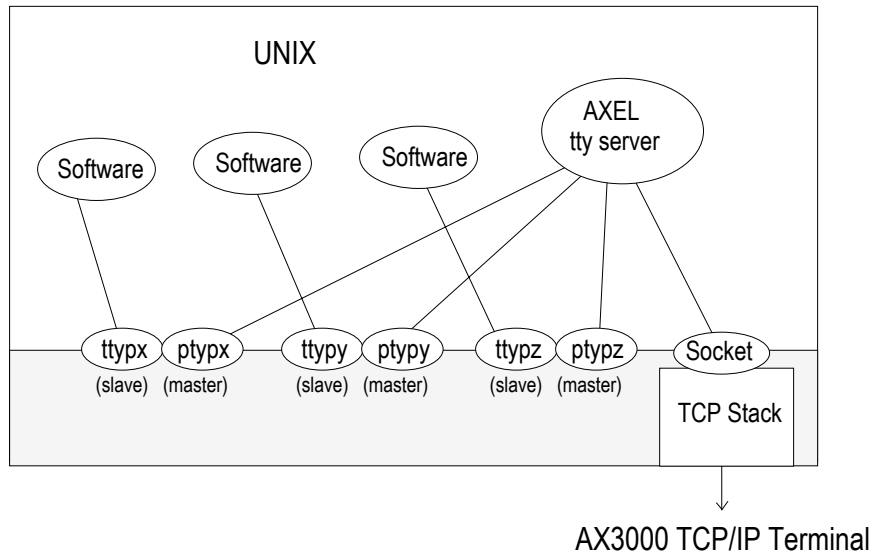 UNIX
AXEL
tty server
Software
Software
Software
ttypx
ptypx
ttypy
ptypy
ttypz
ptypz
Socket
(slave)
(master)
(slave)
(master)
(slave)
(master)
TCP Stack
AX3000 TCP/IP Terminal